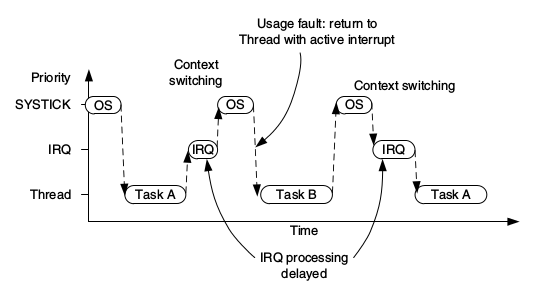 Usage fault: return to
Thread with active interrupt
Context
switching
Context switching
Priority
SYSTICK
OS
OS
OS
IRQ
IRQ
IRQ
Thread
Task A
Task B
Task A
Time
IRQ processing
delayed